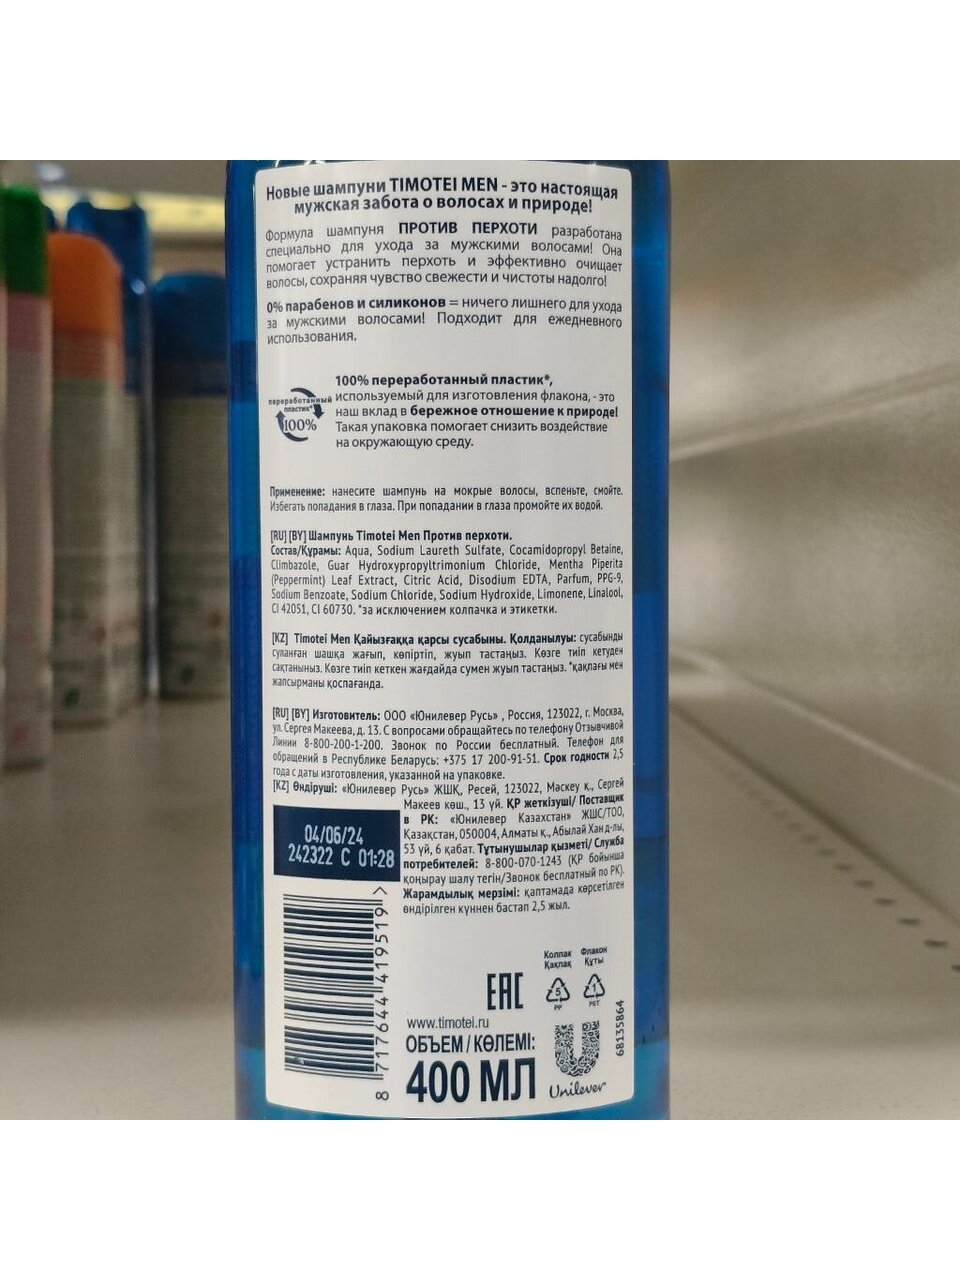 Новые шампуни TIMOTEI MEN - это настоящая
мужская забота о волосах и природе!
Формула шампуня ПРОТИВ ПЕРХОТИ разработана
специально для ухода за мужскими волосами! Она
помогает устранить перхоть и эффективно очищает
волосы, сохраняя чувство свежести и чистоты надолго!
0% парабенов и силиконов = ничего лишнего для ухода
за мужскими волосами! Подходит для ежедневного
использования.
переработанный
пластик*
100%
100% переработанный пластик*,
используемый для изготовления флакона, - это
наш вклад в бережное отношение к природе!
Такая упаковка помогает снизить воздействие
на окружающую среду.
Применение: нанесите шампунь на мокрые волосы, вспеньте, смойте.
Избегать попадания в глаза. При попадании в глаза промойте их водой.
[RU] [BY] Шампунь Timotei Men Против перхоти.
Состав/Құрамы: Aqua, Sodium Laureth Sulfate, Cocamidopropyl Betaine,
Climbazole, Guar Hydroxypropyltrimonium Chloride, Mentha Piperita
(Peppermint) Leaf Extract, Citric Acid, Disodium EDTA, Parfum, PPG-9,
Sodium Benzoate, Sodium Chloride, Sodium Hydroxide, Limonene, Linalool,
CI 42051, CI 60730. *за исключением колпачка и этикетки.
[KZ] Timotei Men Қайызғаққа қарсы сусабыны. Қолданылуы: сусабынды
суланған шашқа жағып, көпіртіп, жуып тастаңыз. Көзге тиіп кетуден
сақтаныңыз. Көзге тиіп кеткен жағдайда сумен жуып тастаңыз. *қақпағы мен
жапсырманы қоспағанда.
[RU] [BY] Изготовитель: ООО «Юнилевер Русь» , Россия, 123022, г. Москва,
ул. Сергея Макеева, д. 13. С вопросами обращайтесь по телефону Отзывчивой
Линии 8-800-200-1-200. Звонок по России бесплатный. Телефон для
обращений в Республике Беларусь: +375 17 200-91-51. Срок годности 2,5
года с даты изготовления, указанной на упаковке.
[KZ] Өндіруші: «Юнилевер Русь» ЖШҚ, Ресей, 123022, Мәскеу қ., Сергей
Макеев көш., 13 үй. ҚР жеткізуші/ Поставщик
в РК: «Юнилевер Казахстан» ЖШС/ТОО,
Қазақстан, 050004, Алматы қ., Абылай Хан д-лы,
53 үй, 6 қабат. Тұтынушылар қызметі/ Служба
потребителей: 8-800-070-1243 (ҚР бойынша
қоңырау шалу тегін/Звонок бесплатный по РК).
Жарамдылық мерзімі: қаптамада көрсетілген
өндірілген күннен бастап 2,5 жыл.
04/06/24
242322 C 01:28
8 717644 419519 >
EAC
Колпак
Қақпақ
Флакон
Құты
5
PP
1
PET
www.timotei.ru
ОБЪЕМ / КӨЛЕМІ:
400 МЛ
Unilever
68135864